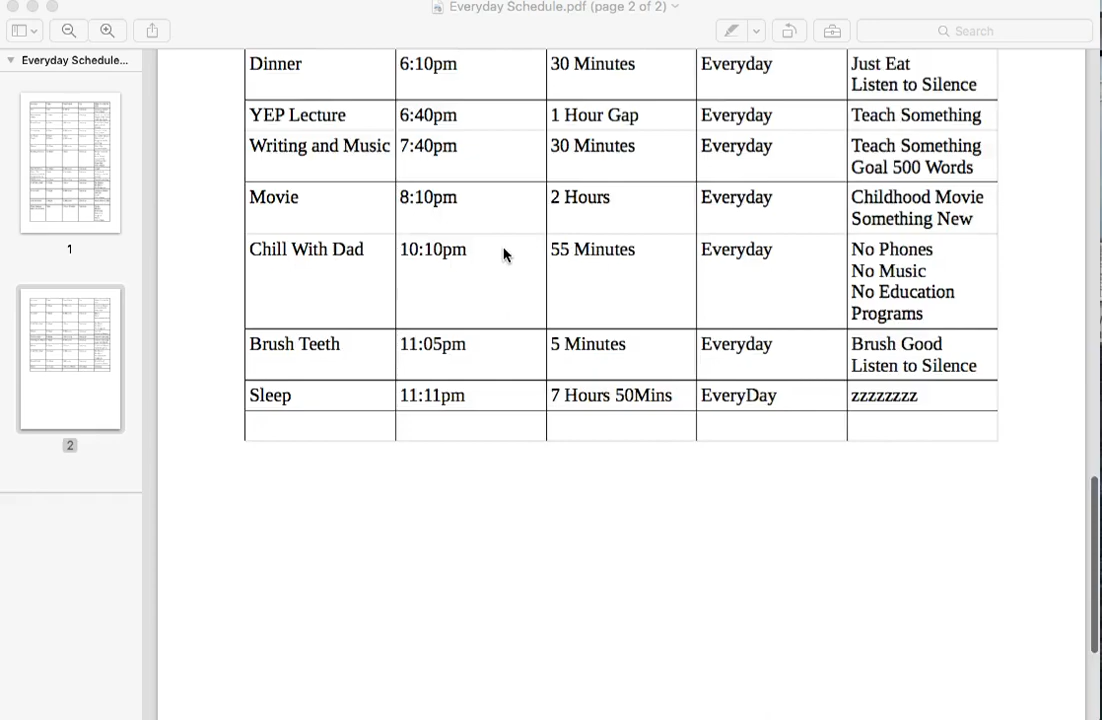 Everyday Schedule.pdf (page 2 of 2)
Search
Everyday Schedule...
1
2
Dinner 6:10pm 30 Minutes Everyday Just Eat
Listen to Silence
YEP Lecture 6:40pm 1 Hour Gap Everyday Teach Something
Writing and Music 7:40pm 30 Minutes Everyday Teach Something
Goal 500 Words
Movie 8:10pm 2 Hours Everyday Childhood Movie
Something New
Chill With Dad 10:10pm 55 Minutes Everyday No Phones
No Music
No Education
Programs
Brush Teeth 11:05pm 5 Minutes Everyday Brush Good
Listen to Silence
Sleep 11:11pm 7 Hours 50Mins EveryDay zzzzzzzz